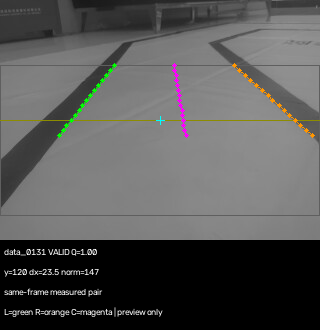 data_0131 VALID Q=1.00
y=120 dx=23.5 norm=147
same-frame measured pair
L=green R=orange C=magenta | preview only